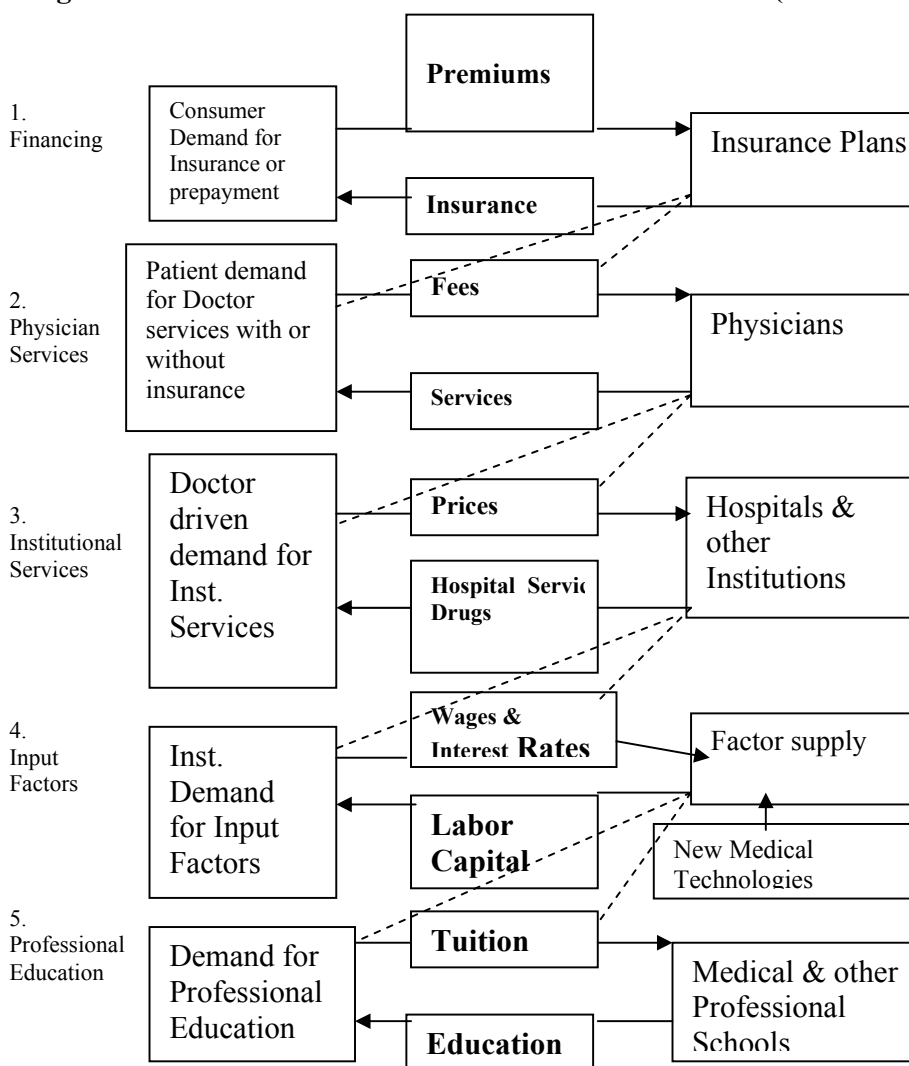 Premiums
1.
Financing
Consumer
Demand for
Insurance or
prepayment
Insurance Plans
Insurance
2.
Physician
Services
Patient demand
for Doctor
services with or
without
insurance
Fees
Physicians
Services
3.
Institutional
Services
Doctor
driven
demand for
Inst.
Services
Prices
Hospitals &
other
Institutions
Hospital Servic
Drugs
4.
Input
Factors
Inst.
Demand
for Input
Factors
Wages &
Interest Rates
Factor supply
Labor
Capital
New Medical
Technologies
5.
Professional
Education
Demand for
Professional
Education
Tuition
Medical & other
Professional
Schools
Education